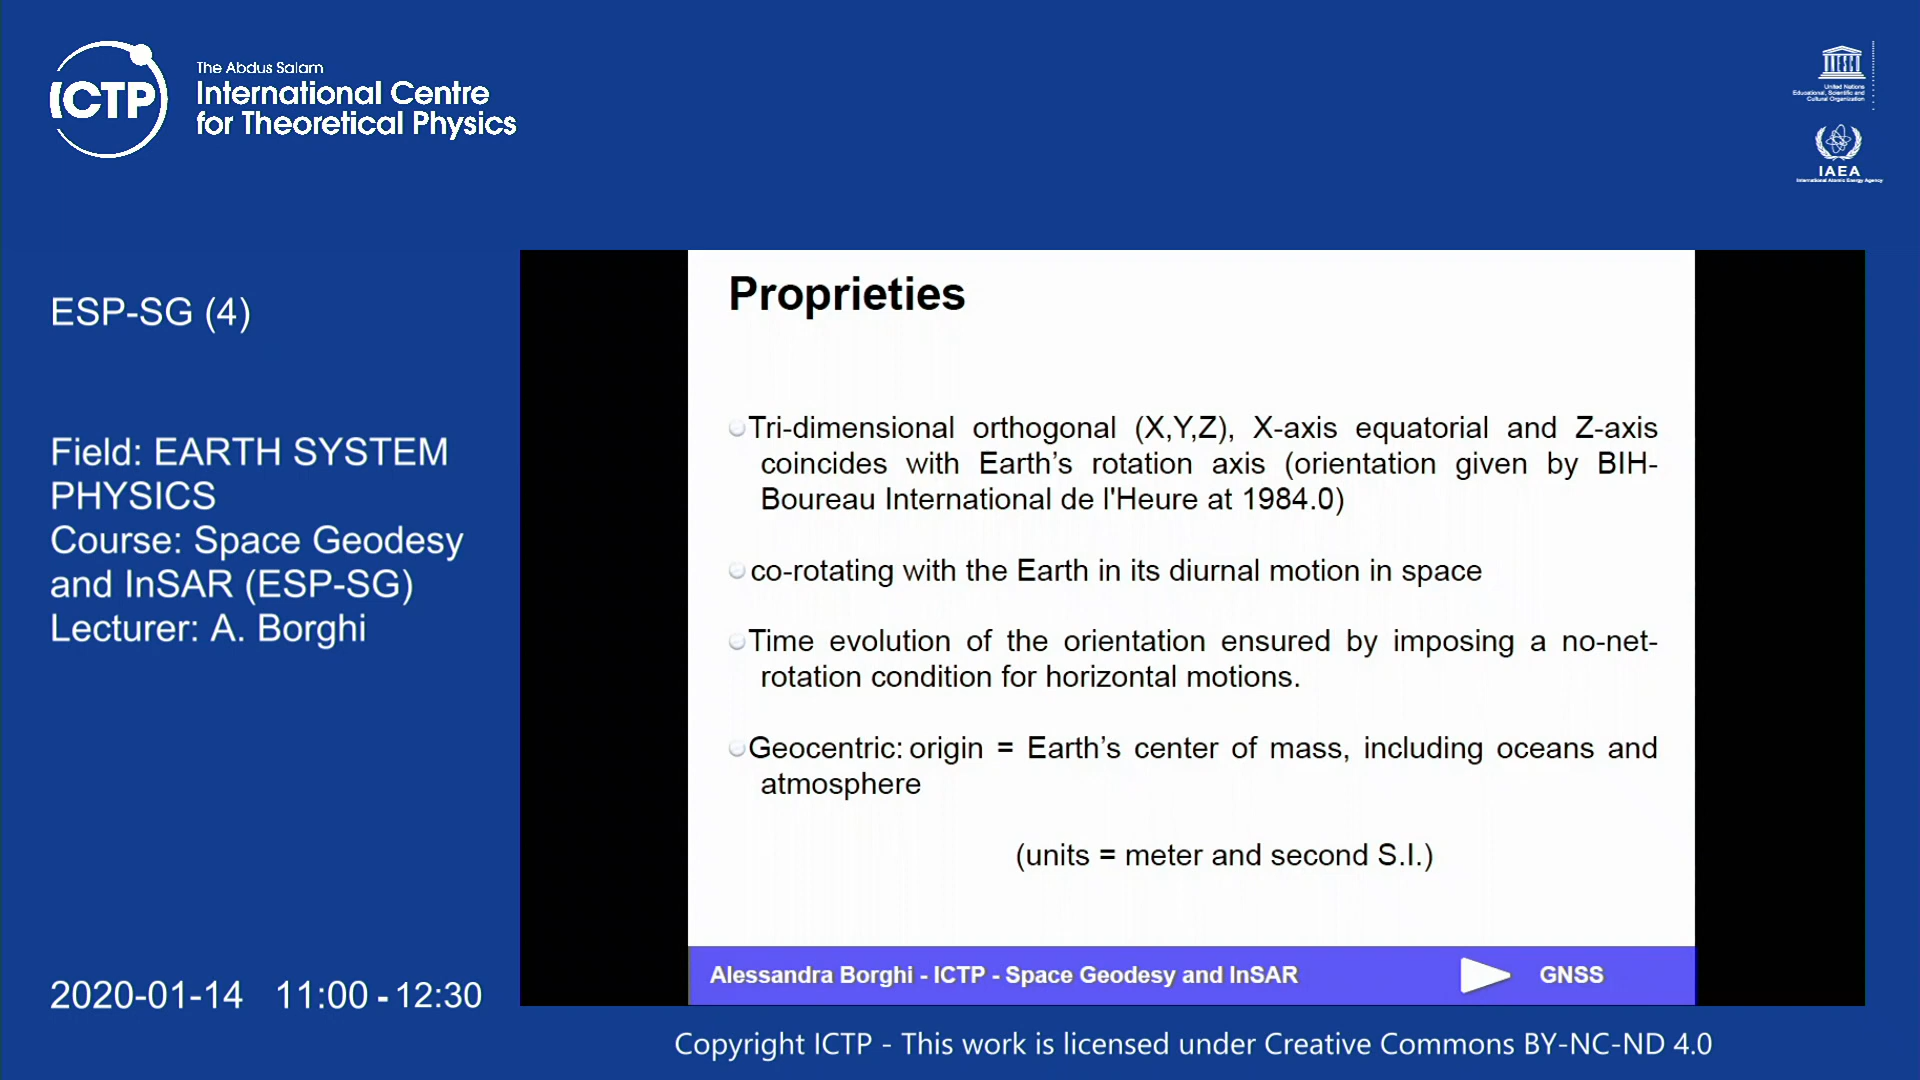 ICTP
The Abdus Salam
International Centre
for Theoretical Physics
United Nations
Educational, Scientific and
Cultural Organization
IAEA
International Atomic Energy Agency
ESP-SG (4)
Field: EARTH SYSTEM
PHYSICS
Course: Space Geodesy
and InSAR (ESP-SG)
Lecturer: A. Borghi
2020-01-14 11:00 - 12:30
Proprieties
Tri-dimensional orthogonal (X,Y,Z), X-axis equatorial and Z-axis
coincides with Earth’s rotation axis (orientation given by BIH-
Boureau International de l'Heure at 1984.0)
co-rotating with the Earth in its diurnal motion in space
Time evolution of the orientation ensured by imposing a no-net-
rotation condition for horizontal motions.
Geocentric: origin = Earth’s center of mass, including oceans and
atmosphere
(units = meter and second S.I.)
Alessandra Borghi - ICTP - Space Geodesy and InSAR
GNSS
Copyright ICTP - This work is licensed under Creative Commons BY-NC-ND 4.0